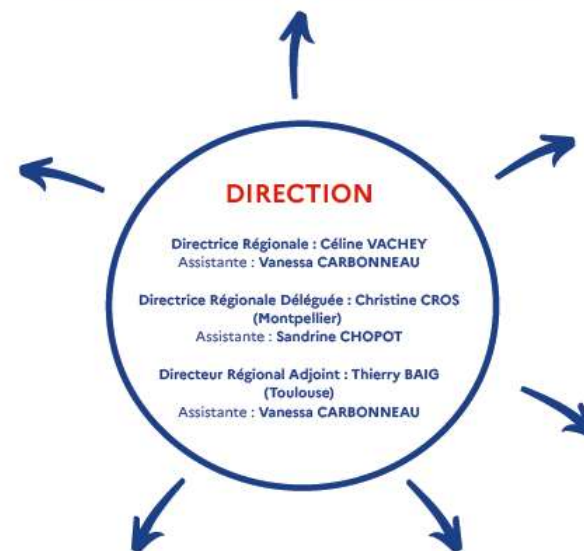 DIRECTION
Directrice Régionale : Céline VACHEY
Assistante : Vanessa CARBONNEAU
Directrice Régionale Déléguée : Christine CROS
(Montpellier)
Assistante : Sandrine CHOPOT
Directeur Régional Adjoint : Thierry BAIG
(Toulouse)
Assistante : Vanessa CARBONNEAU